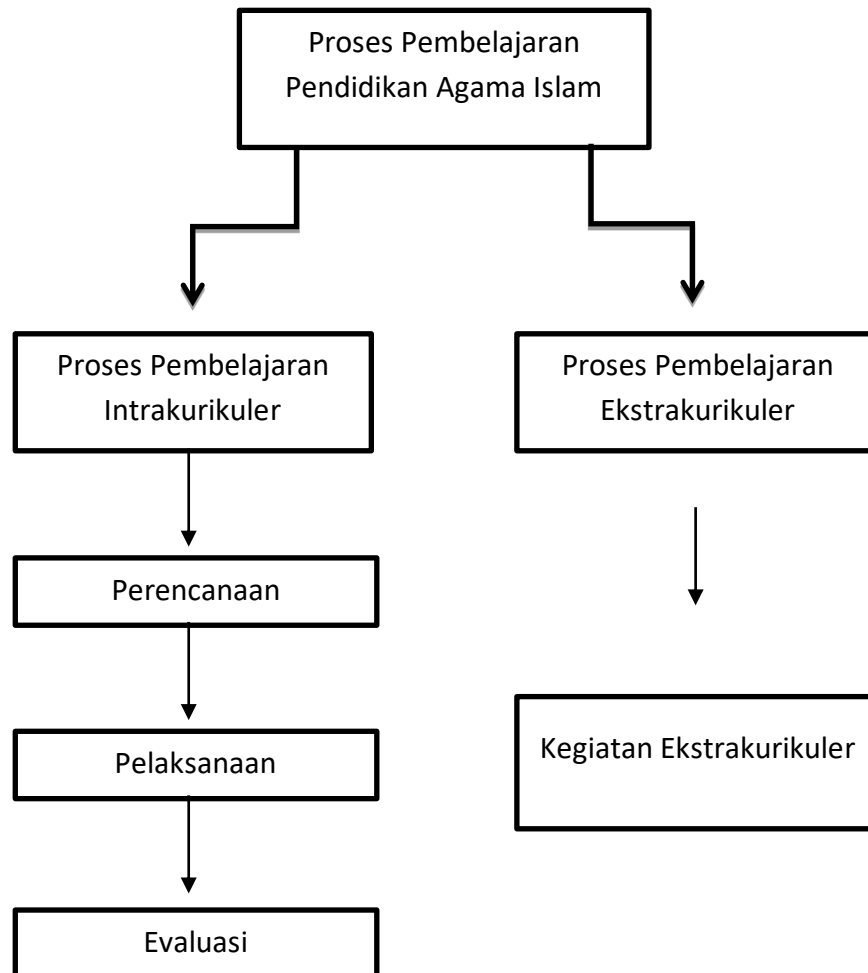 Proses Pembelajaran
Pendidikan Agama Islam
Proses Pembelajaran
Intrakurikuler
Proses Pembelajaran
Ekstrakurikuler
Perencanaan
Pelaksanaan
Kegiatan Ekstrakurikuler
Evaluasi